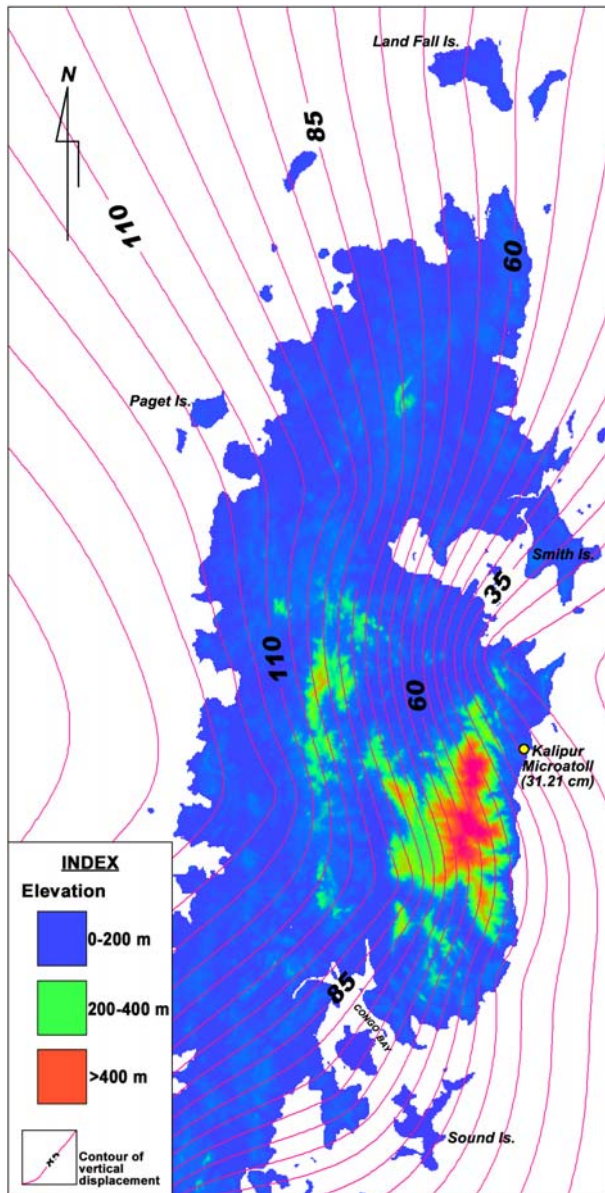 Land Fall Is.
N
85
110
60
Paget Is.
Smith Is.
35
110
60
Kalipur
Microatoll
(31.21 cm)
INDEX
Elevation
0-200 m
200-400 m
>400 m
Contour of
vertical
displacement
85
CONGO BAY
Sound Is.